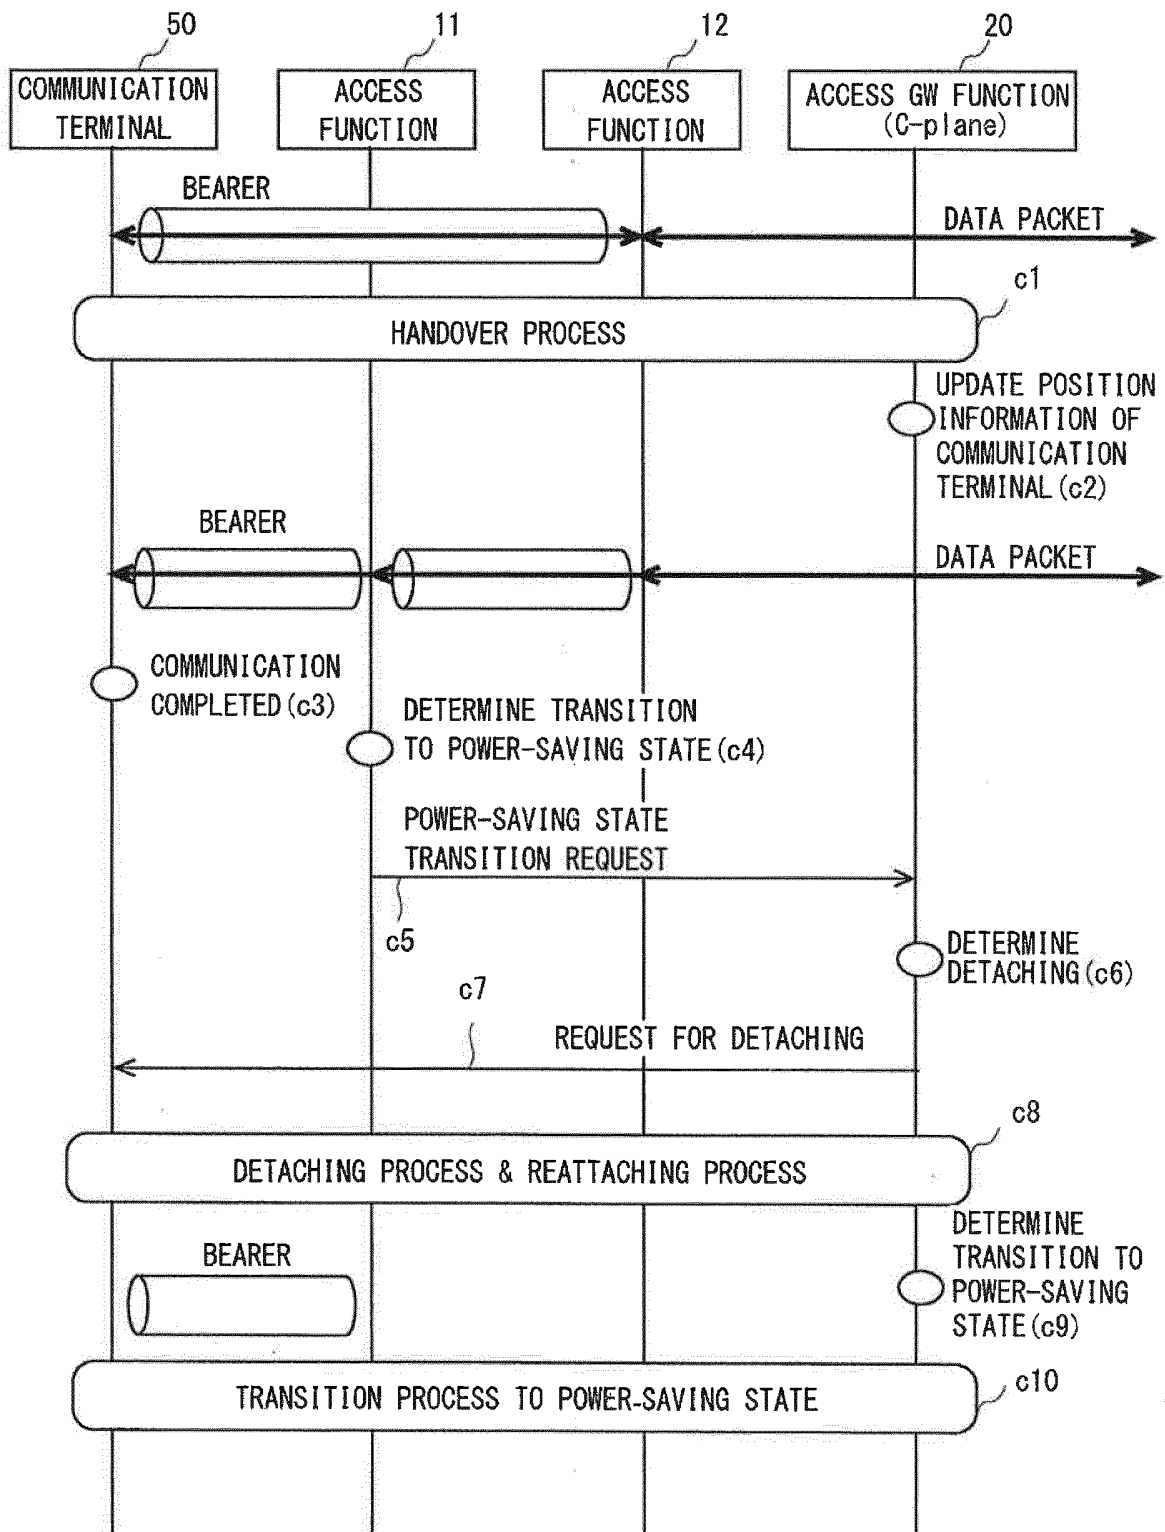 50
11
12
20
COMMUNICATION
TERMINAL
ACCESS
FUNCTION
ACCESS
FUNCTION
ACCESS GW FUNCTION
(C-plane)
BEARER
DATA PACKET
c1
HANDOVER PROCESS
UPDATE POSITION
INFORMATION OF
COMMUNICATION
TERMINAL(c2)
BEARER
DATA PACKET
COMMUNICATION
COMPLETED(c3)
DETERMINE TRANSITION
TO POWER-SAVING STATE(c4)
POWER-SAVING STATE
TRANSITION REQUEST
c5
DETERMINE
DETACHING(c6)
c7
REQUEST FOR DETACHING
c8
DETACHING PROCESS & REATTACHING PROCESS
BEARER
DETERMINE
TRANSITION TO
POWER-SAVING
STATE(c9)
c10
TRANSITION PROCESS TO POWER-SAVING STATE